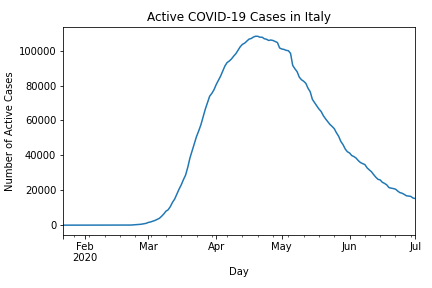 Active COVID-19 Cases in Italy
Number of Active Cases
100000
80000
60000
40000
20000
0
Feb Mar Apr May Jun Jul
2020
Day